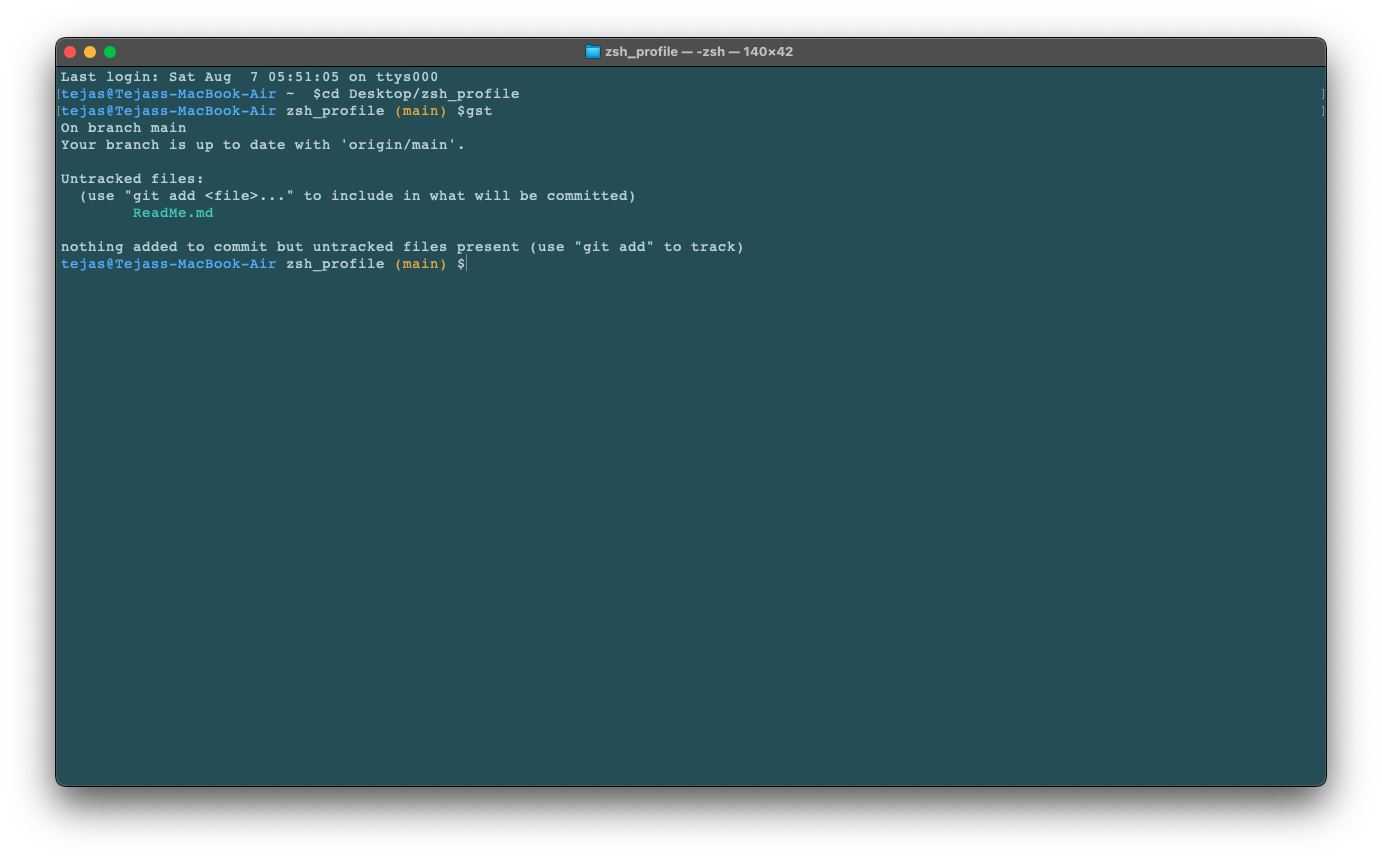 zsh_profile — -zsh — 140×42
Last login: Sat Aug  7 05:51:05 on ttys000
[tejas@Tejass-MacBook-Air ~  $cd Desktop/zsh_profile ]
[tejas@Tejass-MacBook-Air zsh_profile (main) $gst ]
On branch main
Your branch is up to date with 'origin/main'.
Untracked files:
  (use "git add <file>..." to include in what will be committed)
        ReadMe.md
nothing added to commit but untracked files present (use "git add" to track)
tejas@Tejass-MacBook-Air zsh_profile (main) $